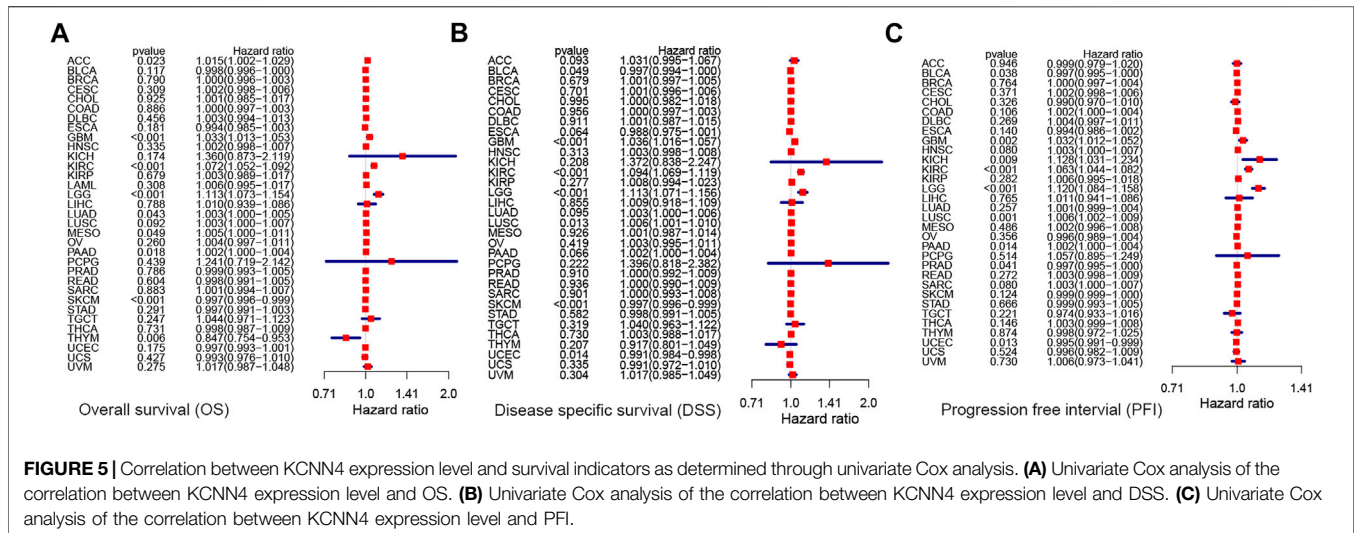 A
pvalue Hazard ratio
ACC 0.023 1.015(1.002−1.029)
BLCA 0.117 0.998(0.996−1.000)
BRCA 0.790 1.000(0.996−1.003)
CESC 0.309 1.002(0.998−1.006)
CHOL 0.925 1.001(0.985−1.017)
COAD 0.886 1.000(0.997−1.003)
DLBC 0.456 1.003(0.994−1.013)
ESCA 0.181 0.994(0.985−1.003)
GBM <0.001 1.033(1.013−1.053)
HNSC 0.335 1.002(0.998−1.007)
KICH 0.174 1.360(0.873−2.119)
KIRC <0.001 1.072(1.052−1.092)
KIRP 0.679 1.003(0.989−1.017)
LAML 0.308 1.006(0.995−1.017)
LGG <0.001 1.113(1.073−1.154)
LIHC 0.788 1.010(0.939−1.086)
LUAD 0.043 1.003(1.000−1.005)
LUSC 0.092 1.003(1.000−1.007)
MESO 0.049 1.005(1.000−1.011)
OV 0.260 1.004(0.997−1.011)
PAAD 0.018 1.002(1.000−1.004)
PCPG 0.439 1.241(0.719−2.142)
PRAD 0.786 0.999(0.993−1.005)
READ 0.604 0.998(0.991−1.005)
SARC 0.883 1.001(0.994−1.007)
SKCM <0.001 0.997(0.996−0.999)
STAD 0.291 0.997(0.991−1.003)
TGCT 0.247 1.044(0.971−1.123)
THCA 0.731 0.998(0.987−1.009)
THYM 0.006 0.847(0.754−0.953)
UCEC 0.175 0.997(0.993−1.001)
UCS 0.427 0.993(0.976−1.010)
UVM 0.275 1.017(0.987−1.048)
0.71 1.0 1.41 2.0
Hazard ratio
Overall survival (OS)
B
pvalue Hazard ratio
ACC 0.093 1.031(0.995−1.067)
BLCA 0.049 0.997(0.994−1.000)
BRCA 0.679 1.001(0.997−1.005)
CESC 0.701 1.001(0.996−1.006)
CHOL 0.995 1.000(0.982−1.018)
COAD 0.956 1.000(0.997−1.003)
DLBC 0.911 1.001(0.987−1.015)
ESCA 0.064 0.988(0.975−1.001)
GBM <0.001 1.036(1.016−1.057)
HNSC 0.313 1.003(0.998−1.008)
KICH 0.208 1.372(0.838−2.247)
KIRC <0.001 1.094(1.069−1.119)
KIRP 0.277 1.008(0.994−1.023)
LGG <0.001 1.113(1.071−1.156)
LIHC 0.855 1.009(0.918−1.109)
LUAD 0.095 1.003(1.000−1.006)
LUSC 0.013 1.006(1.001−1.010)
MESO 0.926 1.001(0.987−1.014)
OV 0.419 1.003(0.995−1.011)
PAAD 0.066 1.002(1.000−1.004)
PCPG 0.222 1.396(0.818−2.382)
PRAD 0.910 1.000(0.992−1.009)
READ 0.936 1.000(0.990−1.009)
SARC 0.901 1.000(0.993−1.008)
SKCM <0.001 0.997(0.996−0.999)
STAD 0.582 0.998(0.991−1.005)
TGCT 0.319 1.040(0.963−1.122)
THCA 0.730 1.003(0.988−1.017)
THYM 0.207 0.917(0.801−1.049)
UCEC 0.014 0.991(0.984−0.998)
UCS 0.335 0.991(0.972−1.010)
UVM 0.304 1.017(0.985−1.049)
0.71 1.0 1.41 2.0
Hazard ratio
Disease specific survival (DSS)
C
pvalue Hazard ratio
ACC 0.946 0.999(0.979−1.020)
BLCA 0.038 0.997(0.995−1.000)
BRCA 0.764 1.000(0.997−1.004)
CESC 0.371 1.002(0.998−1.006)
CHOL 0.326 0.990(0.970−1.010)
COAD 0.106 1.002(1.000−1.004)
DLBC 0.269 1.004(0.997−1.011)
ESCA 0.140 0.994(0.986−1.002)
GBM 0.002 1.032(1.012−1.052)
HNSC 0.080 1.003(1.000−1.007)
KICH 0.009 1.128(1.031−1.234)
KIRC <0.001 1.063(1.044−1.082)
KIRP 0.282 1.006(0.995−1.018)
LGG <0.001 1.120(1.084−1.158)
LIHC 0.765 1.011(0.941−1.086)
LUAD 0.257 1.001(0.999−1.004)
LUSC 0.001 1.006(1.002−1.009)
MESO 0.486 1.002(0.996−1.008)
OV 0.356 0.996(0.989−1.004)
PAAD 0.014 1.002(1.000−1.004)
PCPG 0.514 1.057(0.895−1.249)
PRAD 0.041 0.997(0.995−1.000)
READ 0.272 1.003(0.998−1.009)
SARC 0.080 1.003(1.000−1.007)
SKCM 0.124 0.999(0.999−1.000)
STAD 0.666 0.999(0.993−1.005)
TGCT 0.221 0.974(0.933−1.016)
THCA 0.146 1.003(0.999−1.008)
THYM 0.874 0.998(0.972−1.025)
UCEC 0.013 0.995(0.991−0.999)
UCS 0.524 0.996(0.982−1.009)
UVM 0.730 1.006(0.973−1.041)
0.71 1.0 1.41
Hazard ratio
Progression free intervial (PFI)
FIGURE 5 | Correlation between KCNN4 expression level and survival indicators as determined through univariate Cox analysis. (A) Univariate Cox analysis of the
correlation between KCNN4 expression level and OS. (B) Univariate Cox analysis of the correlation between KCNN4 expression level and DSS. (C) Univariate Cox
analysis of the correlation between KCNN4 expression level and PFI.